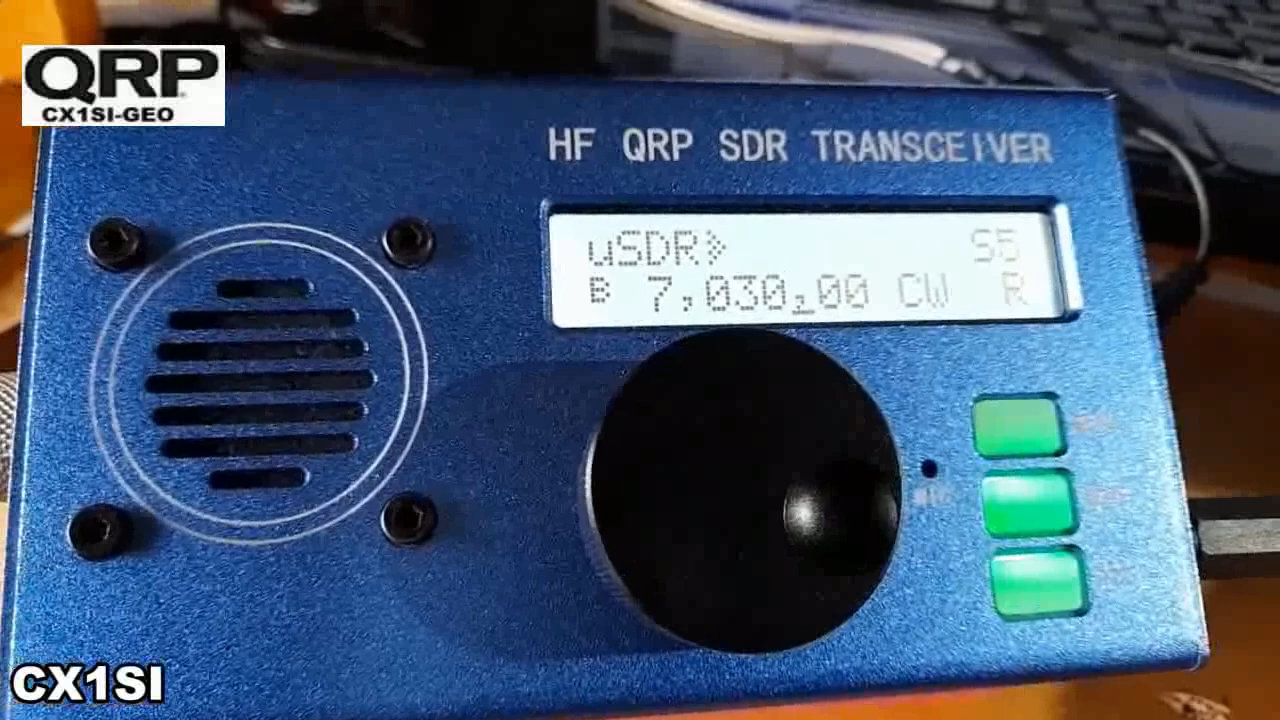 QRP
CX1SI-GEO
HF QRP SDR TRANSCEIVER
uSDR S5
B 7,030,00 CW R
CX1SI